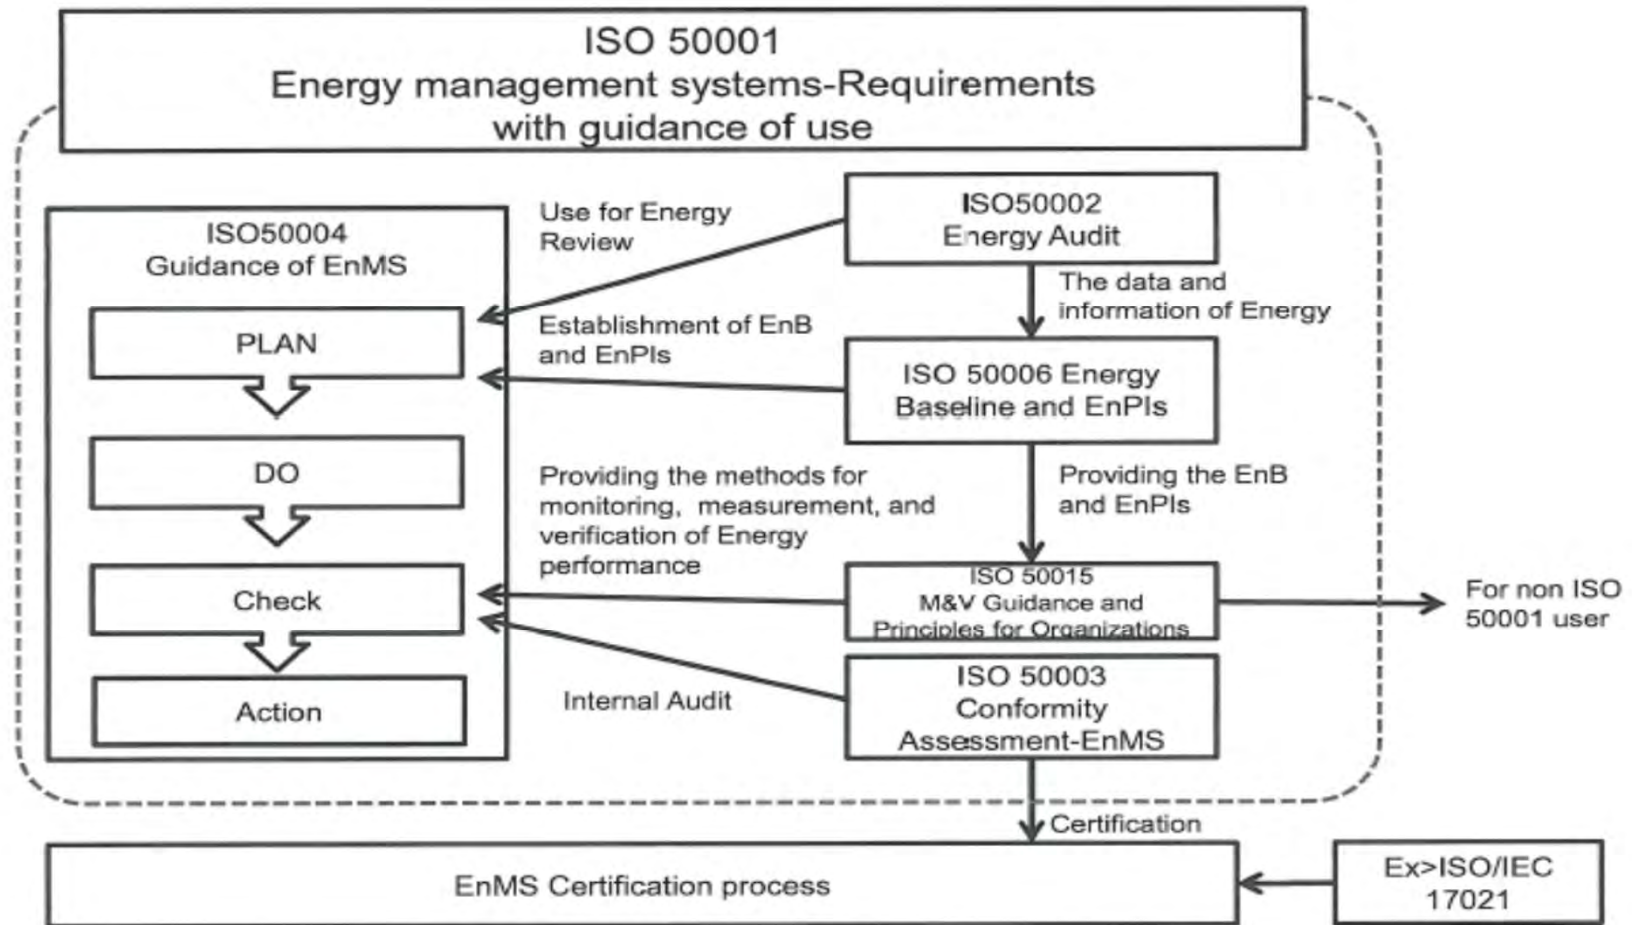 ISO 50001
Energy management systems-Requirements
with guidance of use
ISO50004
Guidance of EnMS
PLAN
DO
Check
Action
Use for Energy
Review
Establishment of EnB
and EnPIs
Providing the methods for
monitoring, measurement, and
verification of Energy
performance
Internal Audit
ISO50002
Energy Audit
The data and
information of Energy
ISO 50006 Energy
Baseline and EnPIs
Providing the EnB
and EnPIs
ISO 50015
M&V Guidance and
Principles for Organizations
For non ISO
50001 user
ISO 50003
Conformity
Assessment-EnMS
Certification
EnMS Certification process
Ex>ISO/IEC
17021